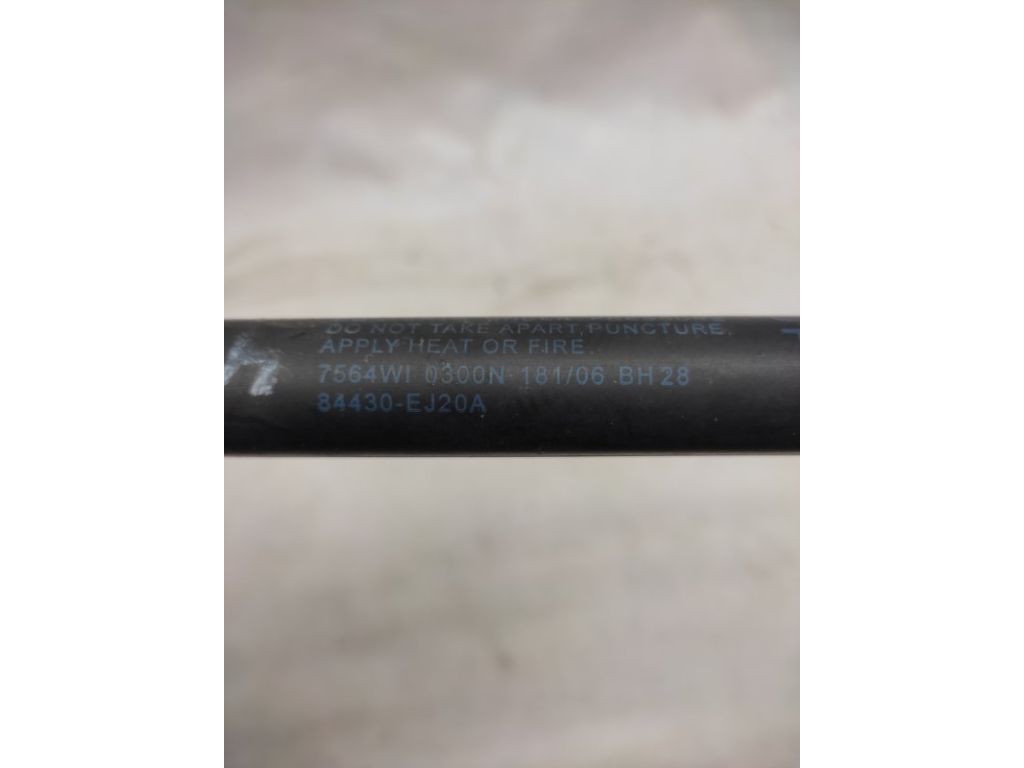 DO NOT TAKE APART,PUNCTURE,
APPLY HEAT OR FIRE.
7564WI 0300N 181/06 BH28
84430-EJ20A